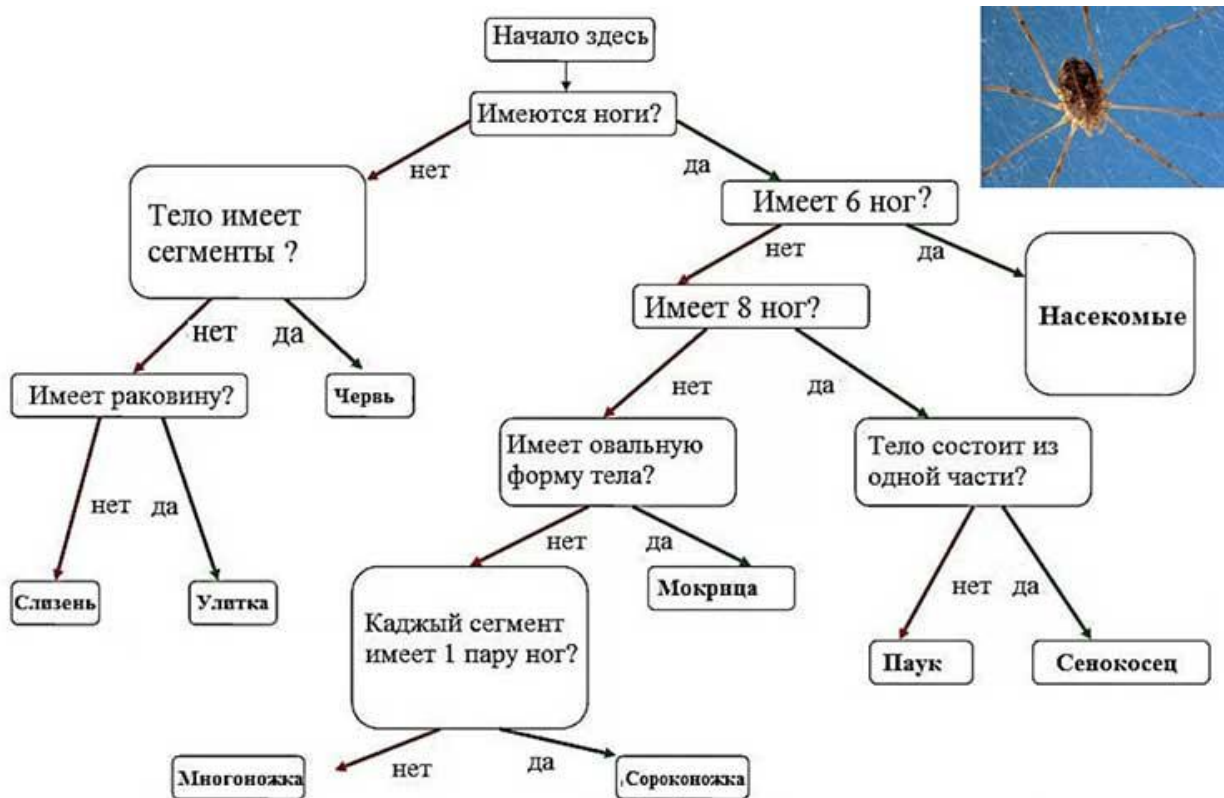 Начало здесь
Имеются ноги?
нет
да
Тело имеет
сегменты ?
Имеет 6 ног?
нет
да
Имеет 8 ног?
Насекомые
нет
да
Имеет раковину?
Червь
нет
да
Имеет овальную
форму тела?
Тело состоит из
одной части?
нет
да
нет
да
Слизень
Улитка
Мокрица
нет
да
Каджый сегмент
имеет 1 пару ног?
Паук
Сенокосец
нет
да
Многоножка
Сороконожка